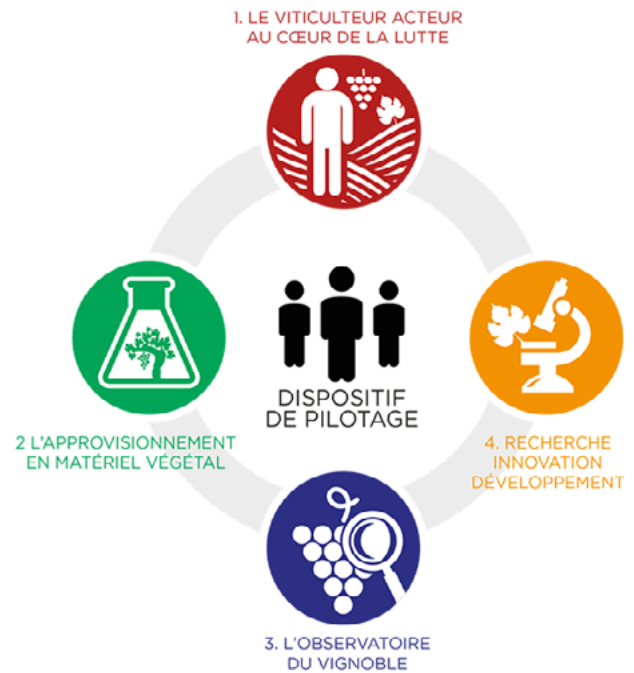 1. LE VITICULTEUR ACTEUR
AU CŒUR DE LA LUTTE
DISPOSITIF
DE PILOTAGE
2 L'APPROVISIONNEMENT
EN MATÉRIEL VÉGÉTAL
4. RECHERCHE
INNOVATION
DÉVELOPPEMENT
3. L'OBSERVATOIRE
DU VIGNOBLE